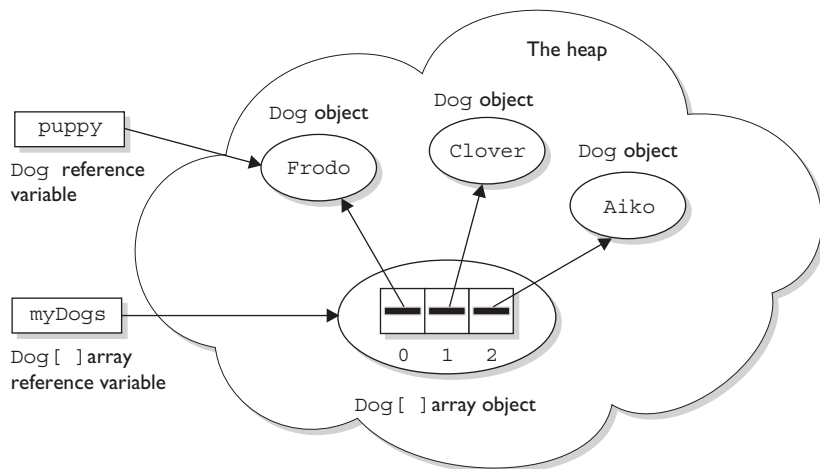 The heap
Dog object
Dog object
puppy
Clover
Dog object
Frodo
Dog reference
variable
Aiko
myDogs
0 1 2
Dog[ ] array
reference variable
Dog[ ] array object